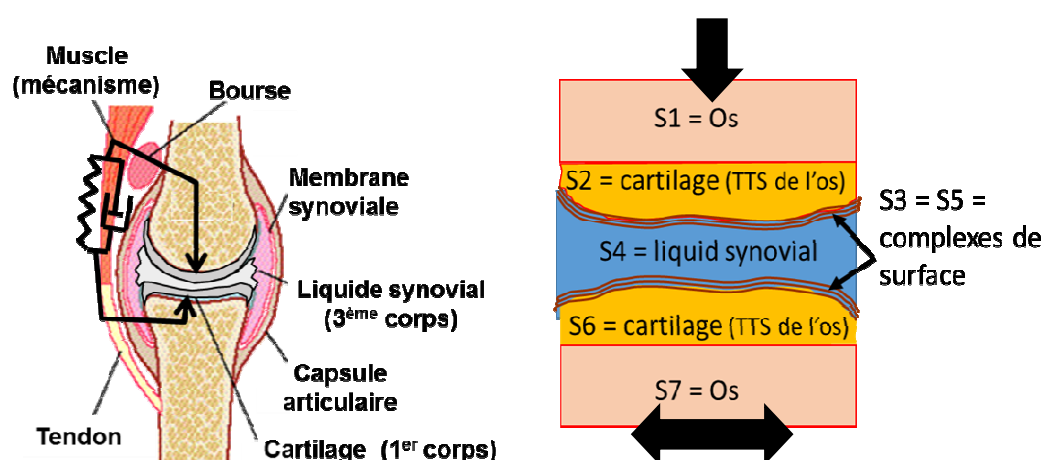 Muscle
(mécanisme)
Bourse
Membrane
synoviale
Liquide synovial
(3ème corps)
Capsule
articulaire
Cartilage (1er corps)
Tendon
S1 = Os
S2 = cartilage (TTS de l'os)
S4 = liquid synovial
S6 = cartilage (TTS de l'os)
S7 = Os
S3 = S5 =
complexes de
surface